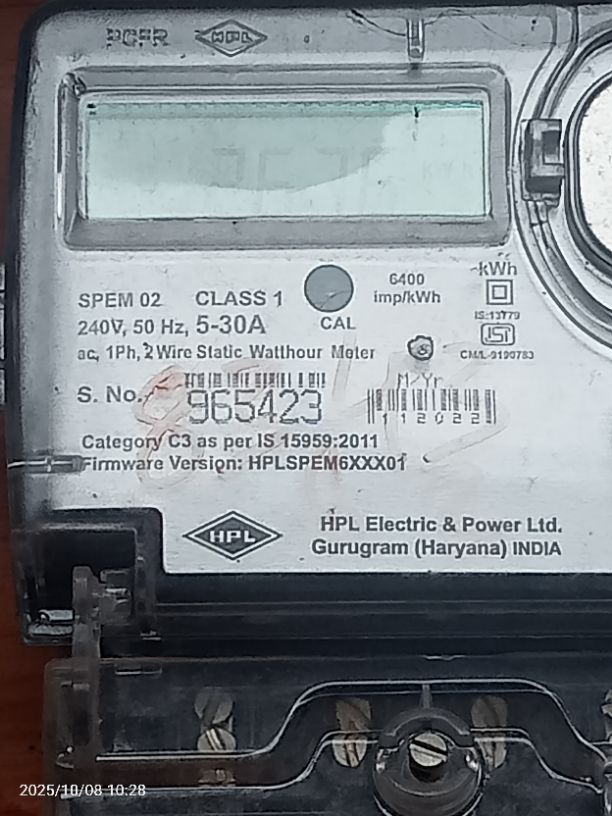 HPL
-kWh
6400
imp/kWh
SPEM 02 CLASS 1
240V, 50 Hz, 5-30A
CAL
IS:13779
ISI
ac, 1Ph, 2 Wire Static Watthour Meter
CM/L-9190783
S. No.
965423
M/Yr.
112022
Category C3 as per IS 15959:2011
Firmware Version: HPLSPEM6XXX01
HPL
HPL Electric & Power Ltd.
Gurugram (Haryana) INDIA
2025/10/08 10:28